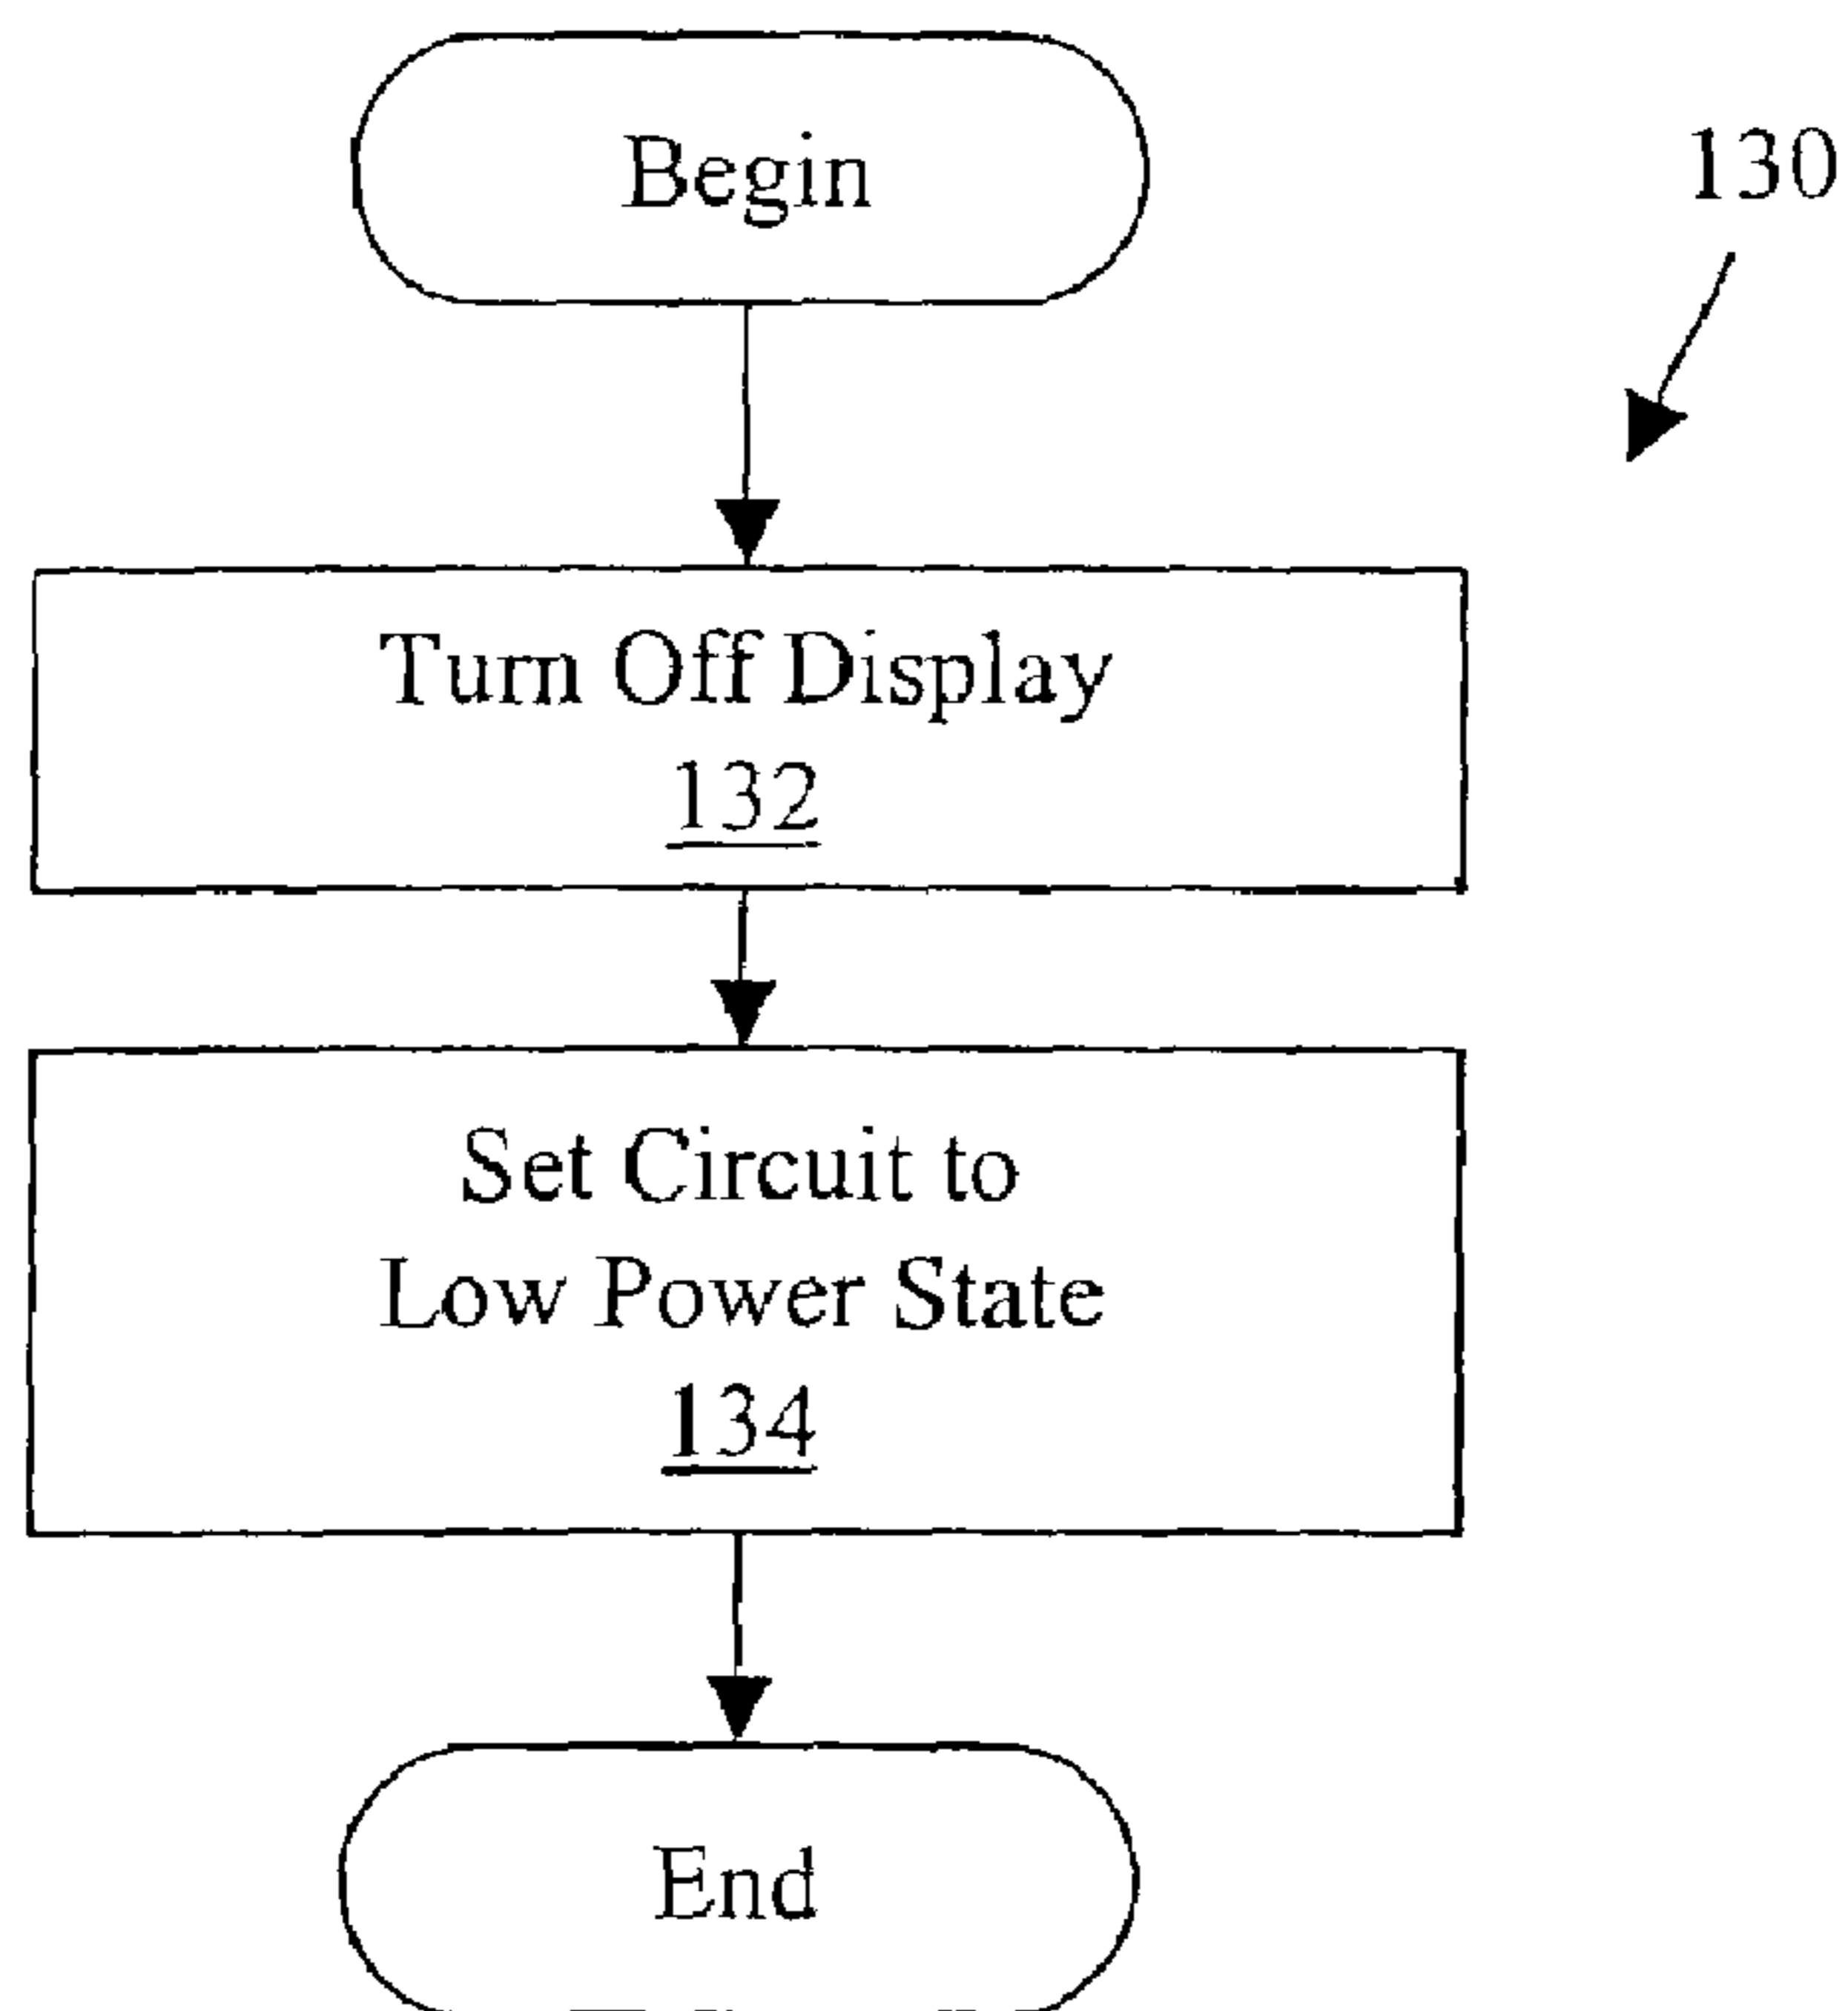 Begin
130
Turn Off Display
132
Set Circuit to
Low Power State
134
End